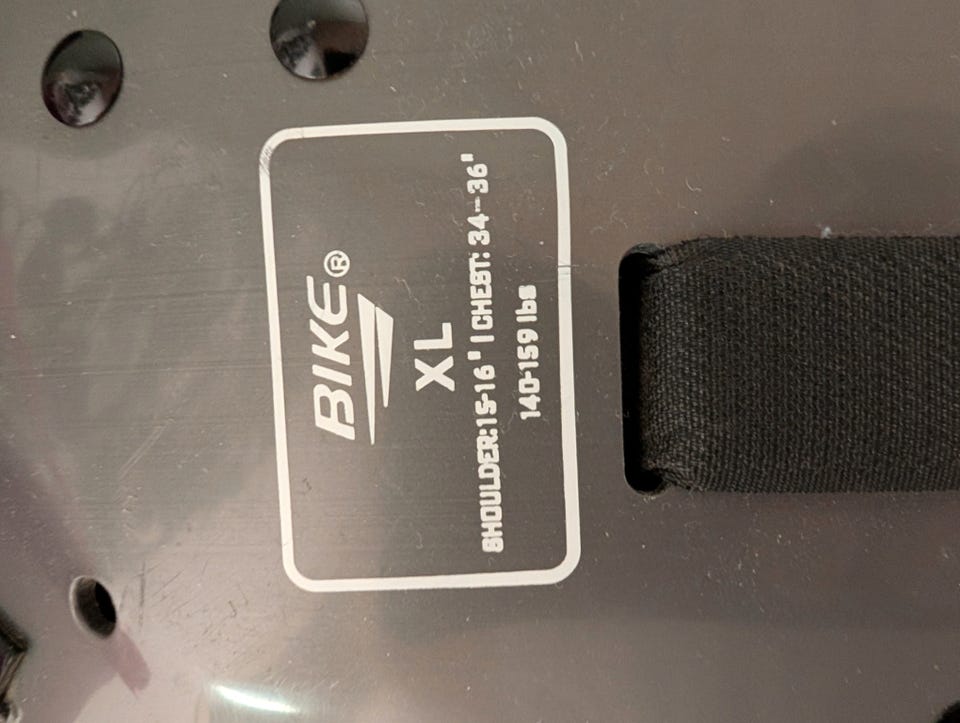 BIKE®
XL
SHOULDER:15-16" | CHEST: 34-36"
140-159 lbs